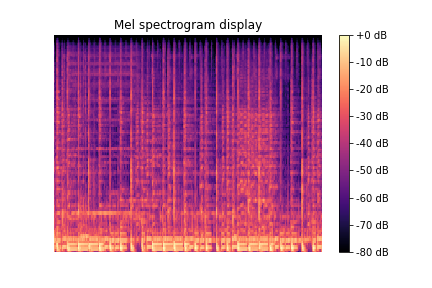 Mel spectrogram display
+0 dB
-10 dB
-20 dB
-30 dB
-40 dB
-50 dB
-60 dB
-70 dB
-80 dB